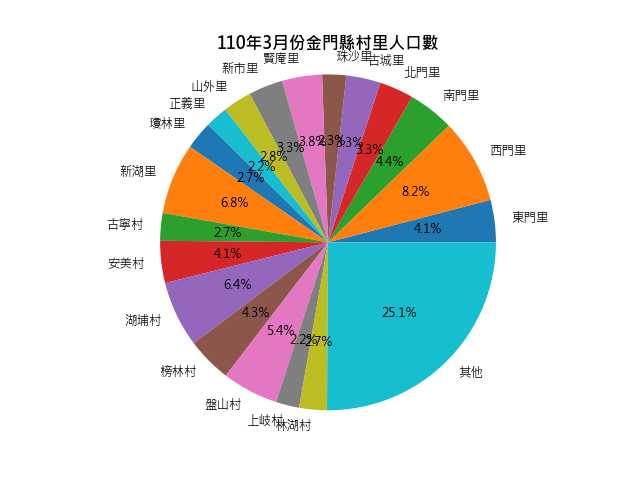 110年3月份金門縣村里人口數
東門里
4.1%
西門里
8.2%
南門里
4.4%
北門里
3.3%
古城里
3.3%
珠沙里
2.3%
賢庵里
3.8%
新市里
3.3%
山外里
2.8%
正義里
2.2%
瓊林里
2.7%
新湖里
6.8%
古寧村
2.7%
安美村
4.1%
湖埔村
6.4%
榜林村
4.3%
盤山村
5.4%
上岐村
2.2%
林湖村
2.7%
其他
25.1%